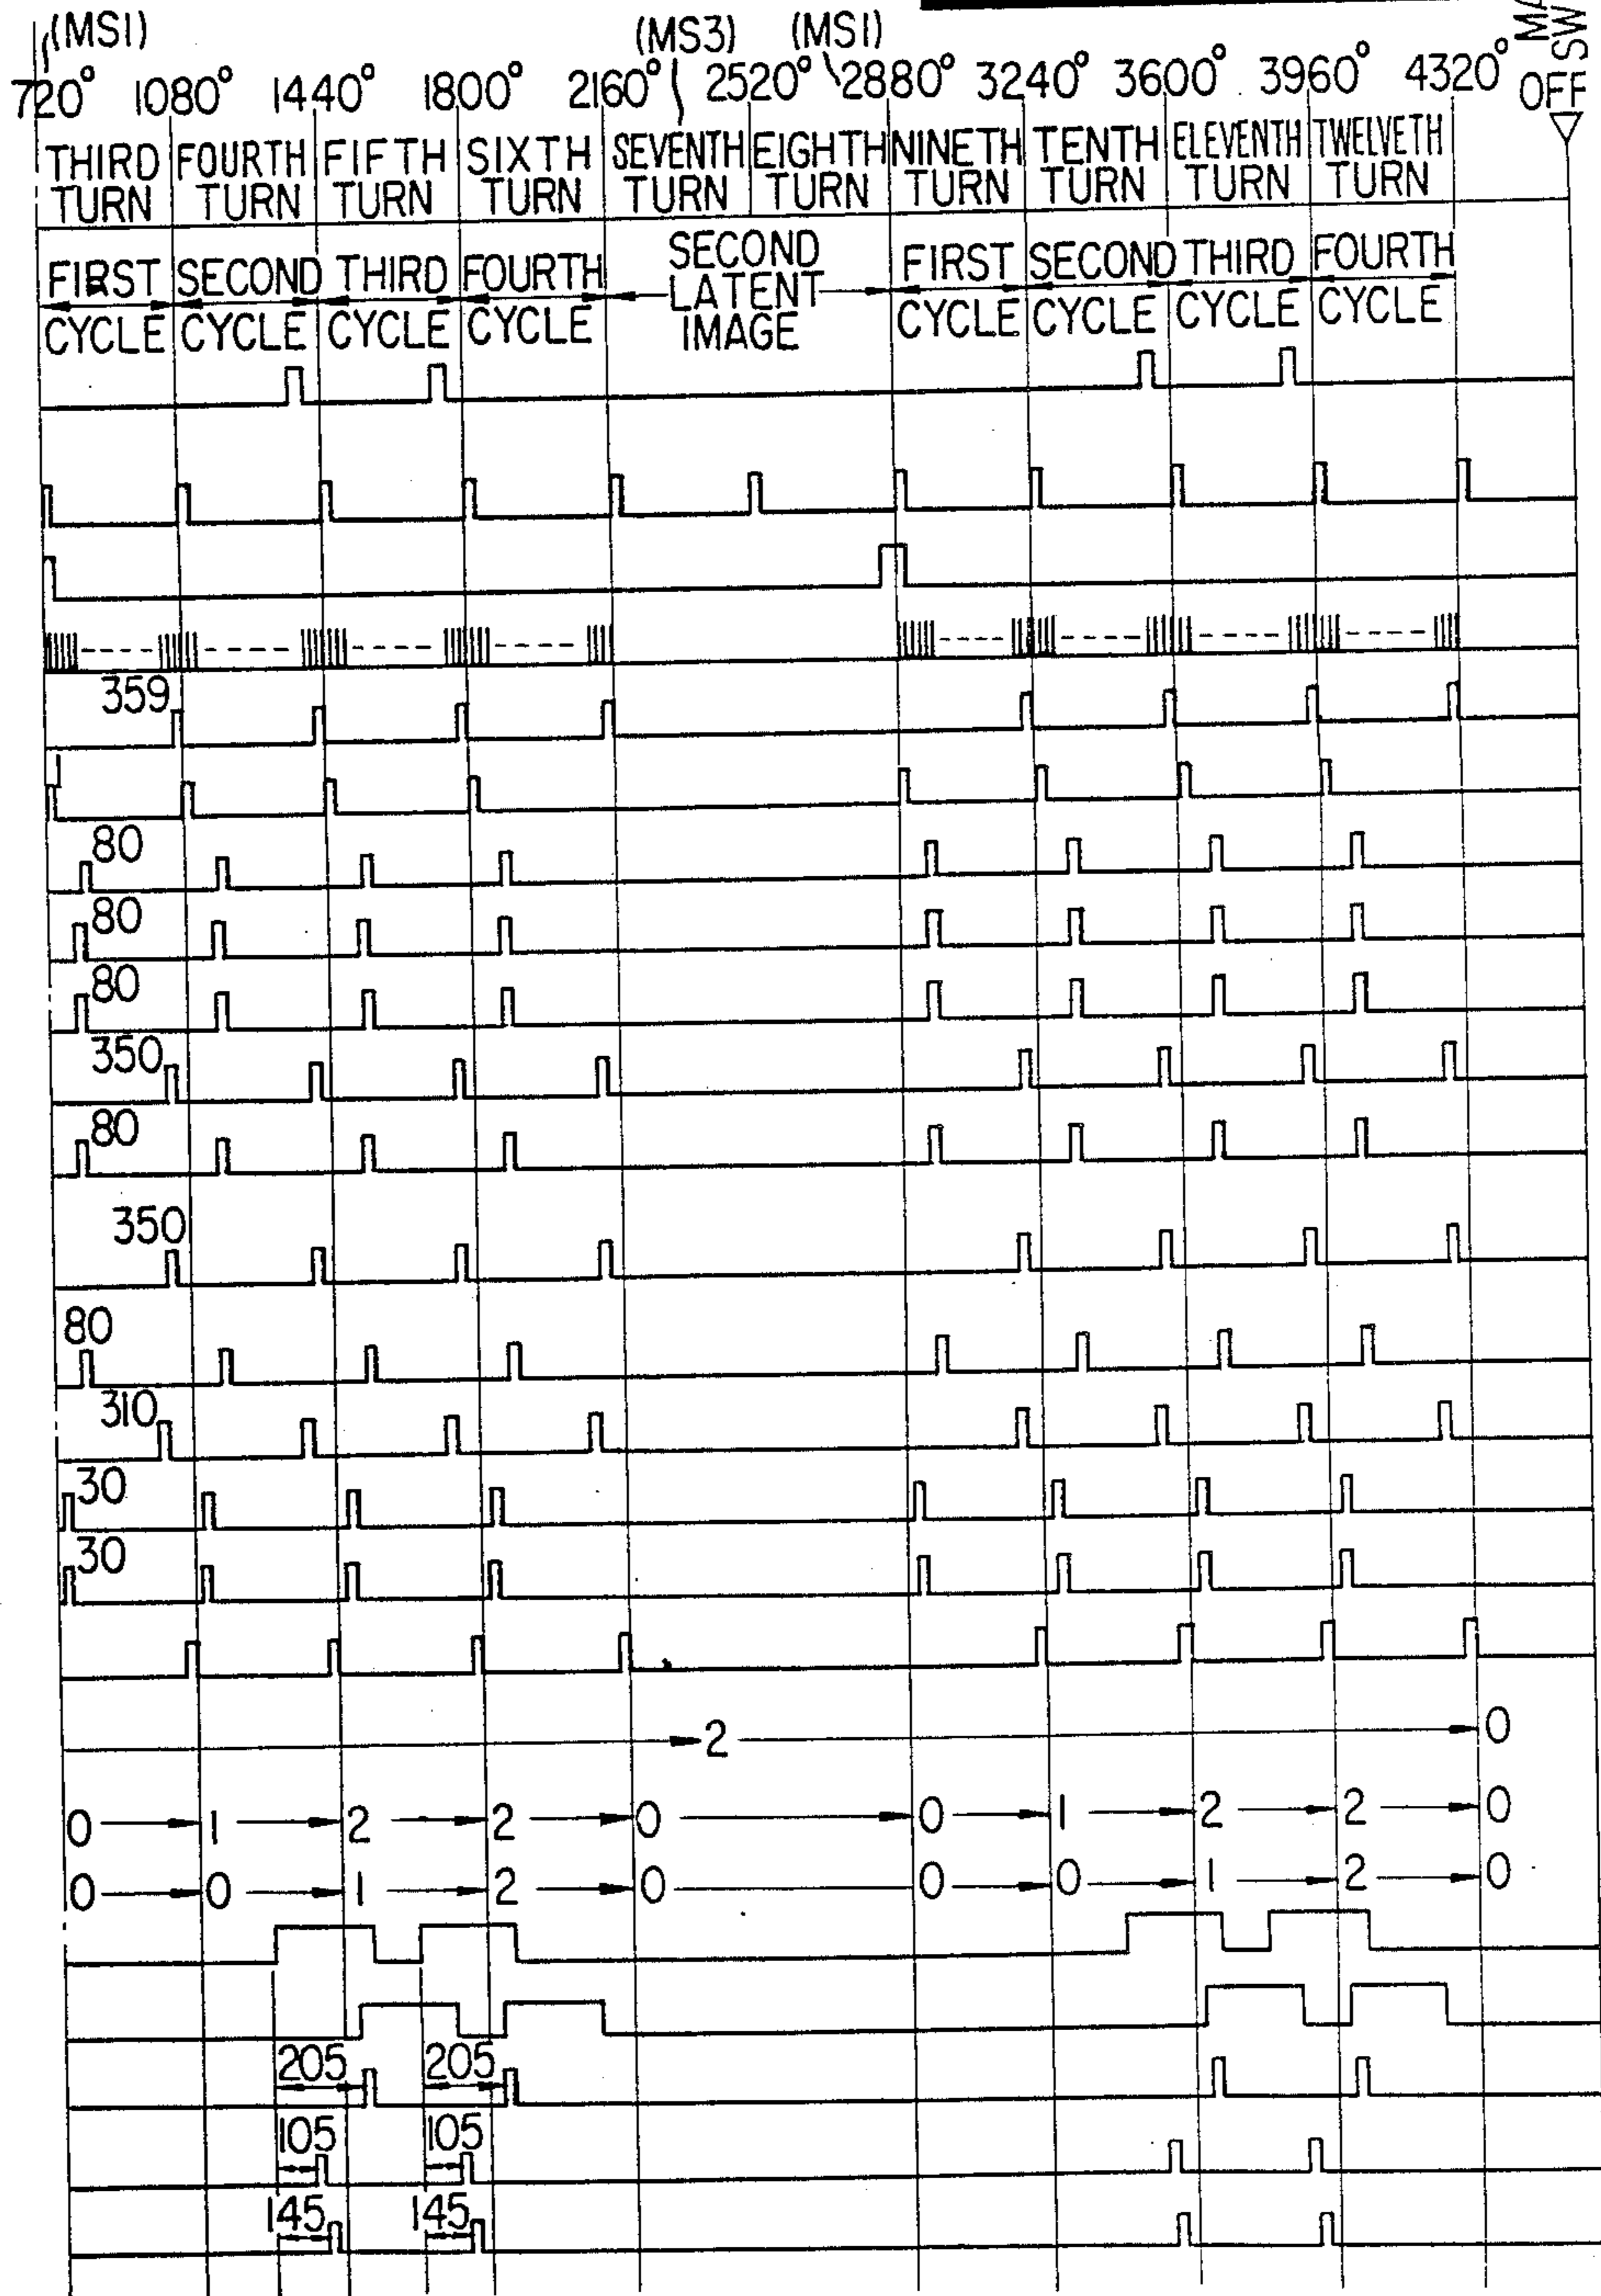 (MS1) (MS3) (MS1) MA
SW
720° 1080° 1440° 1800° 2160° 2520° 2880° 3240° 3600° 3960° 4320° OFF
THIRD FOURTH FIFTH SIXTH SEVENTH EIGHTH NINETH TENTH ELEVENTH TWELVETH
TURN TURN TURN TURN TURN TURN TURN TURN TURN TURN
FIRST SECOND THIRD FOURTH SECOND LATENT IMAGE FIRST SECOND THIRD FOURTH
CYCLE CYCLE CYCLE CYCLE CYCLE CYCLE CYCLE CYCLE
359
1
80
80
80
350
80
350
80
310
30
30
2 0
0 1 2 2 0 0 1 2 2 0
0 0 1 2 0 0 0 1 2 0
205 205
105 105
145 145